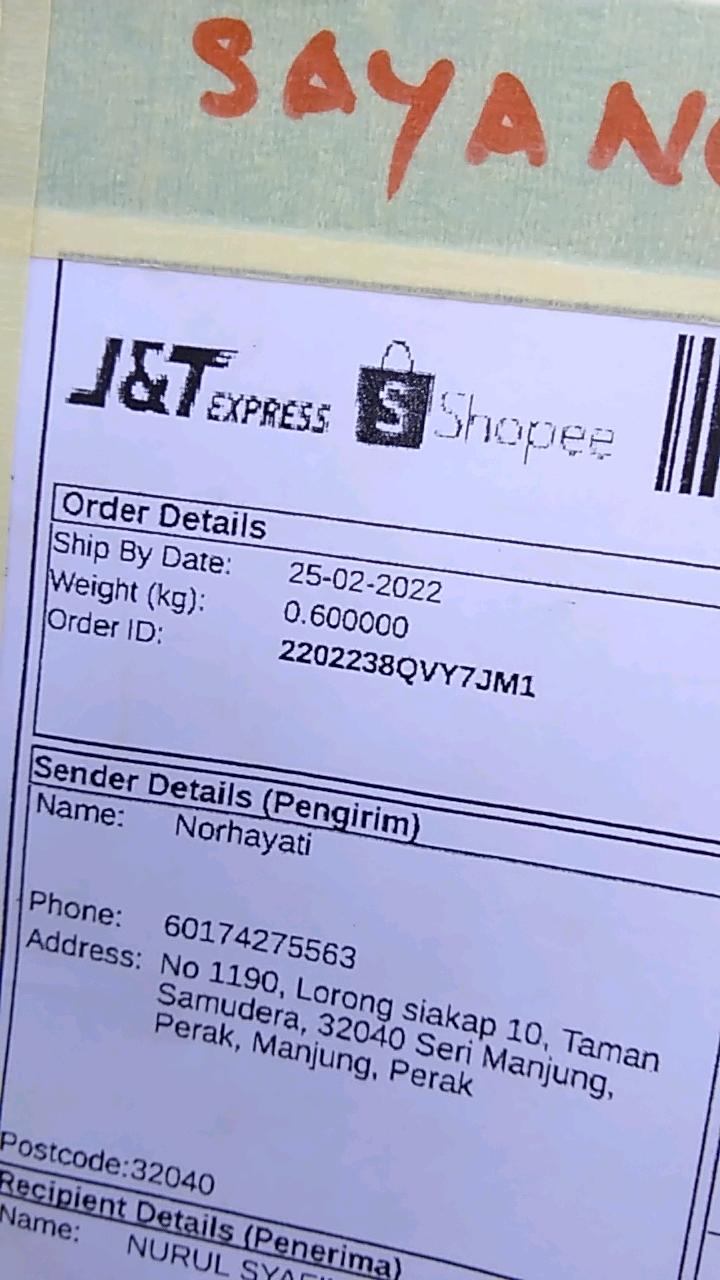 SAYA
J&T EXPRESS Shopee
Order Details
Ship By Date: 25-02-2022
Weight (kg): 0.600000
Order ID: 2202238QVY7JM1
Sender Details (Pengirim)
Name: Norhayati
Phone: 60174275563
Address: No 1190, Lorong siakap 10, Taman
Samudera, 32040 Seri Manjung,
Perak, Manjung, Perak
Postcode:32040
Recipient Details (Penerima)
Name: NURUL